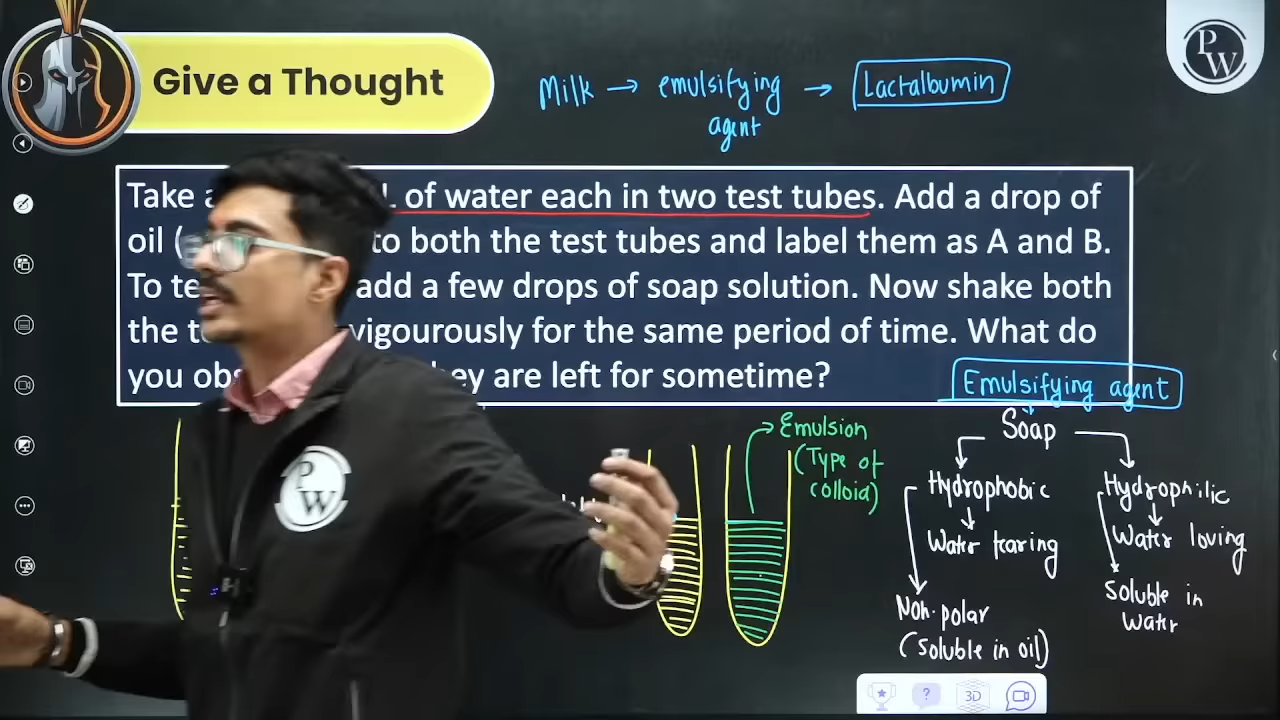 Give a Thought
Milk → emulsifying agent → Lactalbumin
Take a L of water each in two test tubes. Add a drop of
oil ( to both the test tubes and label them as A and B.
To te add a few drops of soap solution. Now shake both
the t vigourously for the same period of time. What do
you obs they are left for sometime?
Emulsifying agent
Soap
Emulsion
(Type of
colloid)
Hydrophobic
Water fearing
Non-polar
(Soluble in oil)
Hydrophilic
Water loving
Soluble in
Water
P
W
P
W
3D